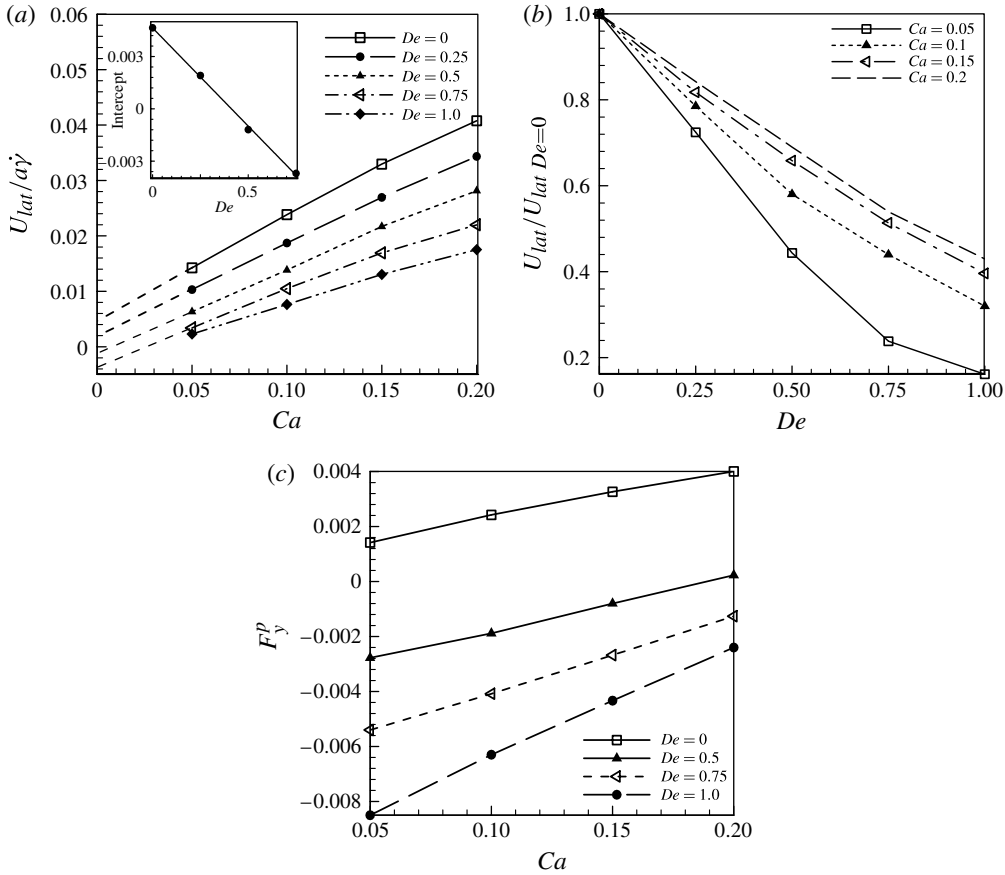 (a)
0.06
0.05
0.04
0.03
0.02
0.01
0
U_lat/aγ̇
0
0.05
0.10
0.15
0.20
Ca
De = 0
De = 0.25
De = 0.5
De = 0.75
De = 1.0
0.003
0
−0.003
Intercept
0
0.5
De
(b)
1.0
0.8
0.6
0.4
0.2
U_lat/U_lat De=0
0
0.25
0.50
0.75
1.00
De
Ca = 0.05
Ca = 0.1
Ca = 0.15
Ca = 0.2
(c)
0.004
0.002
0
−0.002
−0.004
−0.006
−0.008
F_y^p
0.05
0.10
0.15
0.20
Ca
De = 0
De = 0.5
De = 0.75
De = 1.0